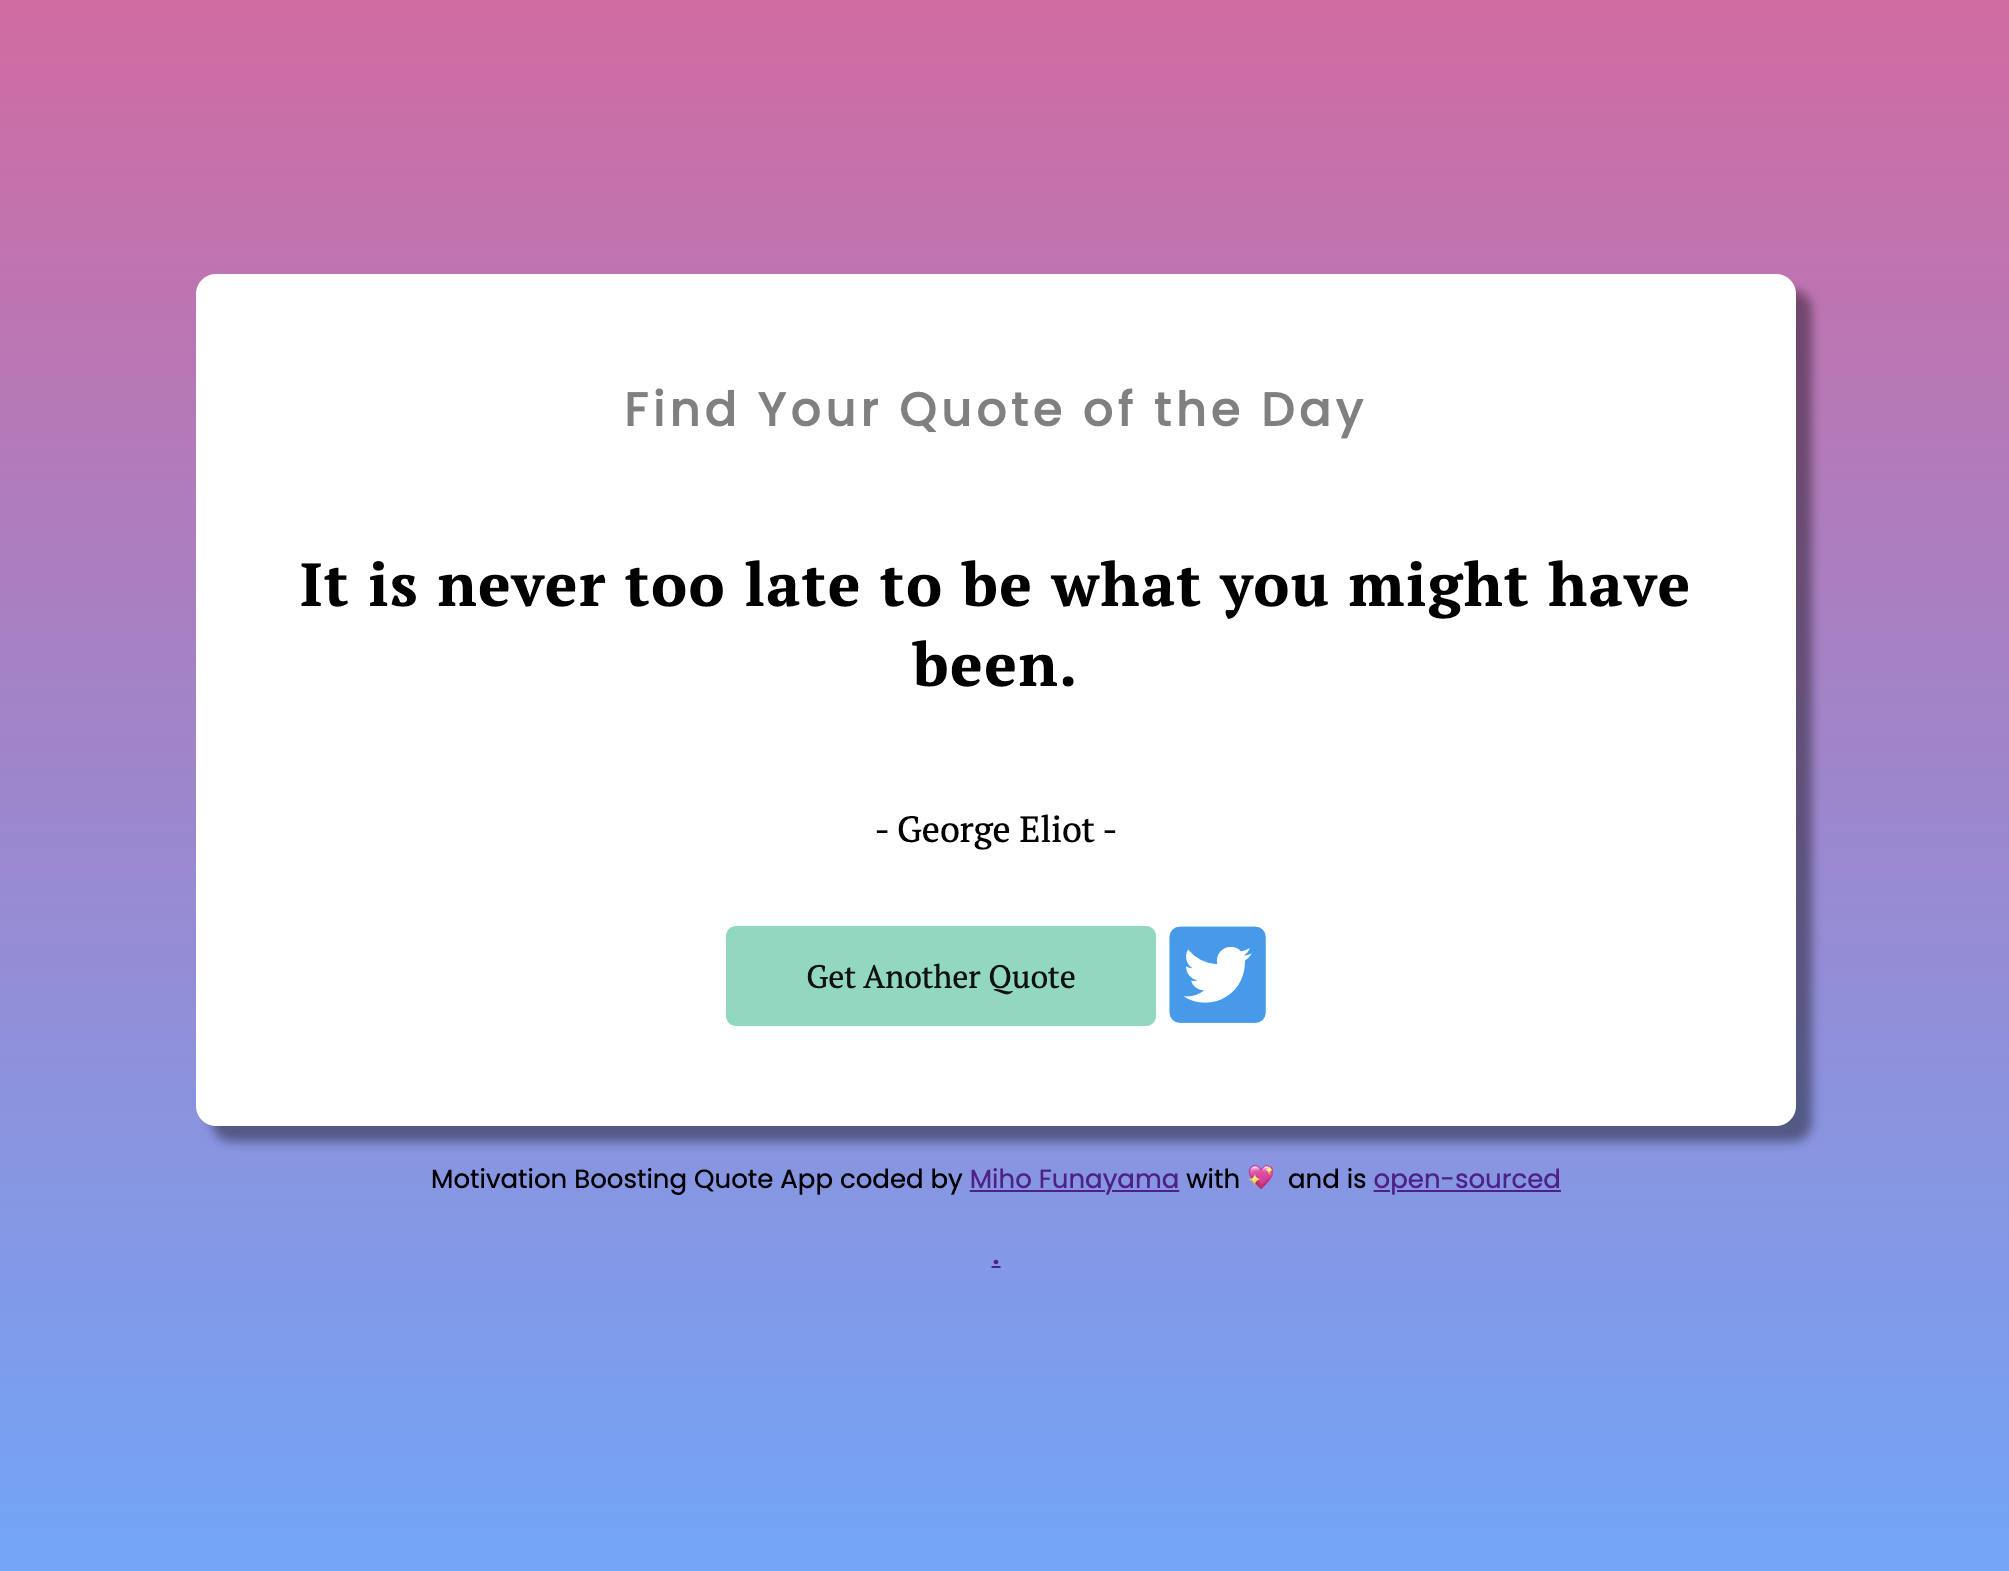 Find Your Quote of the Day
It is never too late to be what you might have
been.
- George Eliot -
Get Another Quote
Motivation Boosting Quote App coded by Miho Funayama with 💖 and is open-sourced
.